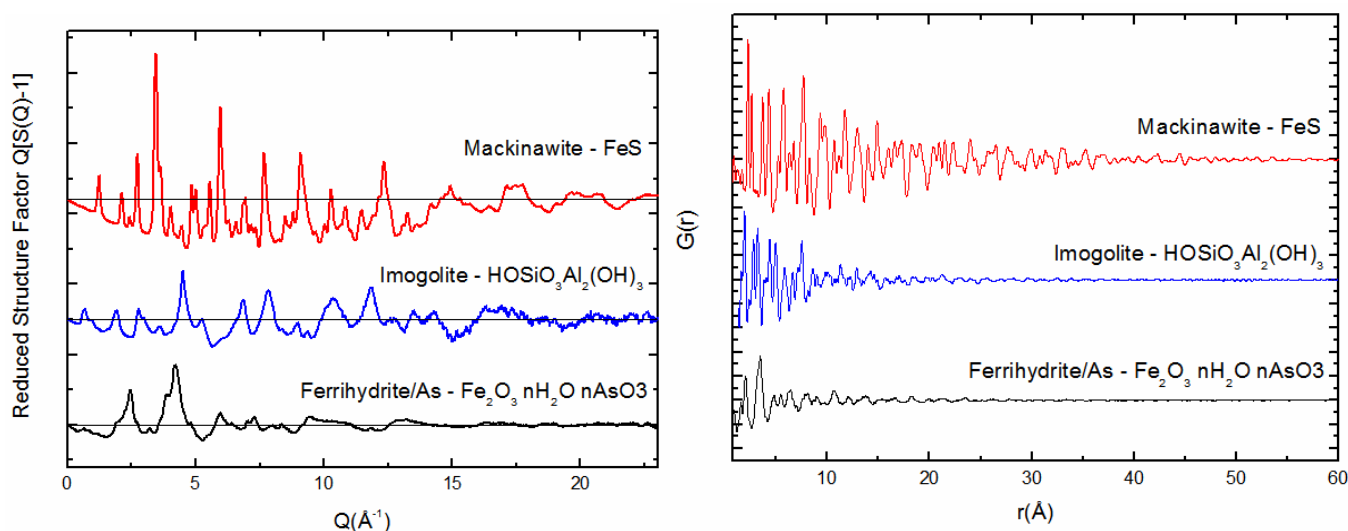 Reduced Structure Factor Q[S(Q)-1]
Mackinawite - FeS
Imogolite - HOSiO₃Al₂(OH)₃
Ferrihydrite/As - Fe₂O₃ nH₂O nAsO3
0 5 10 15 20
Q(Å⁻¹)
G(r)
Mackinawite - FeS
Imogolite - HOSiO₃Al₂(OH)₃
Ferrihydrite/As - Fe₂O₃ nH₂O nAsO3
10 20 30 40 50 60
r(Å)